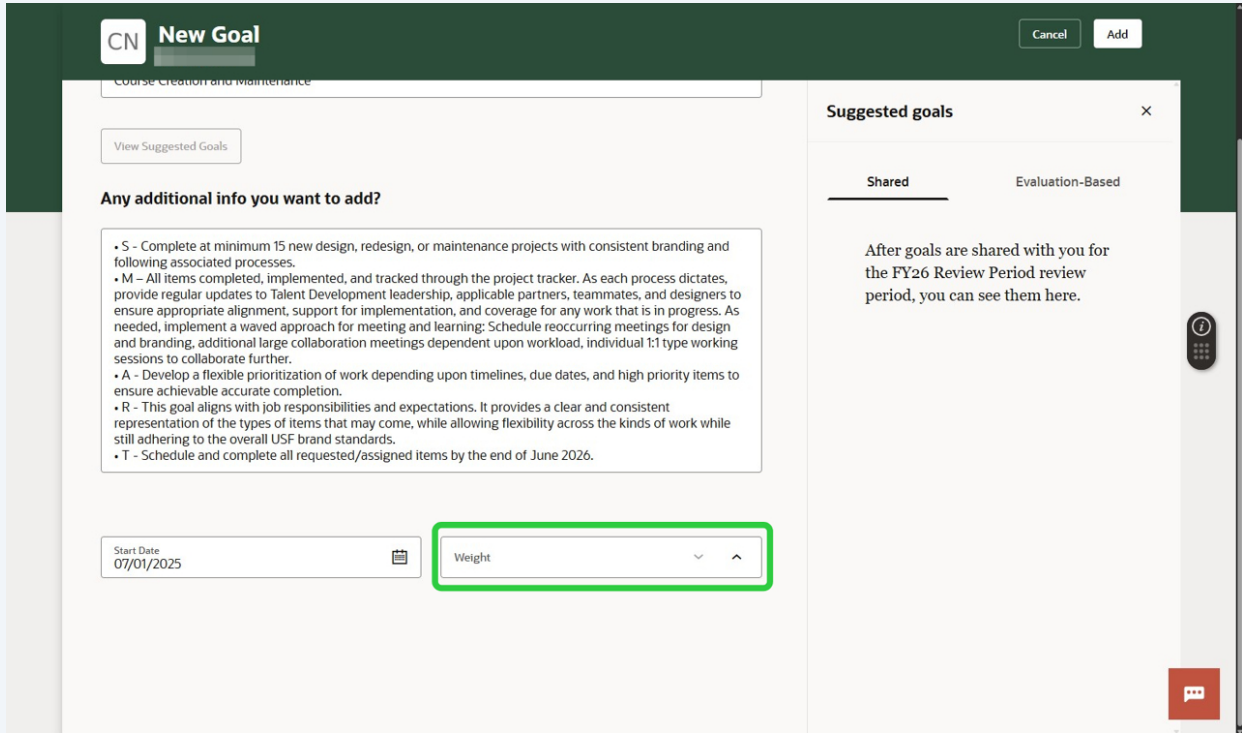 CN
New Goal
Cancel
Add
Course Creation and Maintenance
View Suggested Goals
Any additional info you want to add?
• S - Complete at minimum 15 new design, redesign, or maintenance projects with consistent branding and
following associated processes.
• M – All items completed, implemented, and tracked through the project tracker. As each process dictates,
provide regular updates to Talent Development leadership, applicable partners, teammates, and designers to
ensure appropriate alignment, support for implementation, and coverage for any work that is in progress. As
needed, implement a waved approach for meeting and learning: Schedule reoccurring meetings for design
and branding, additional large collaboration meetings dependent upon workload, individual 1:1 type working
sessions to collaborate further.
• A - Develop a flexible prioritization of work depending upon timelines, due dates, and high priority items to
ensure achievable accurate completion.
• R - This goal aligns with job responsibilities and expectations. It provides a clear and consistent
representation of the types of items that may come, while allowing flexibility across the kinds of work while
still adhering to the overall USF brand standards.
• T - Schedule and complete all requested/assigned items by the end of June 2026.
Start Date
07/01/2025
Weight
Suggested goals
Shared
Evaluation-Based
After goals are shared with you for
the FY26 Review Period review
period, you can see them here.